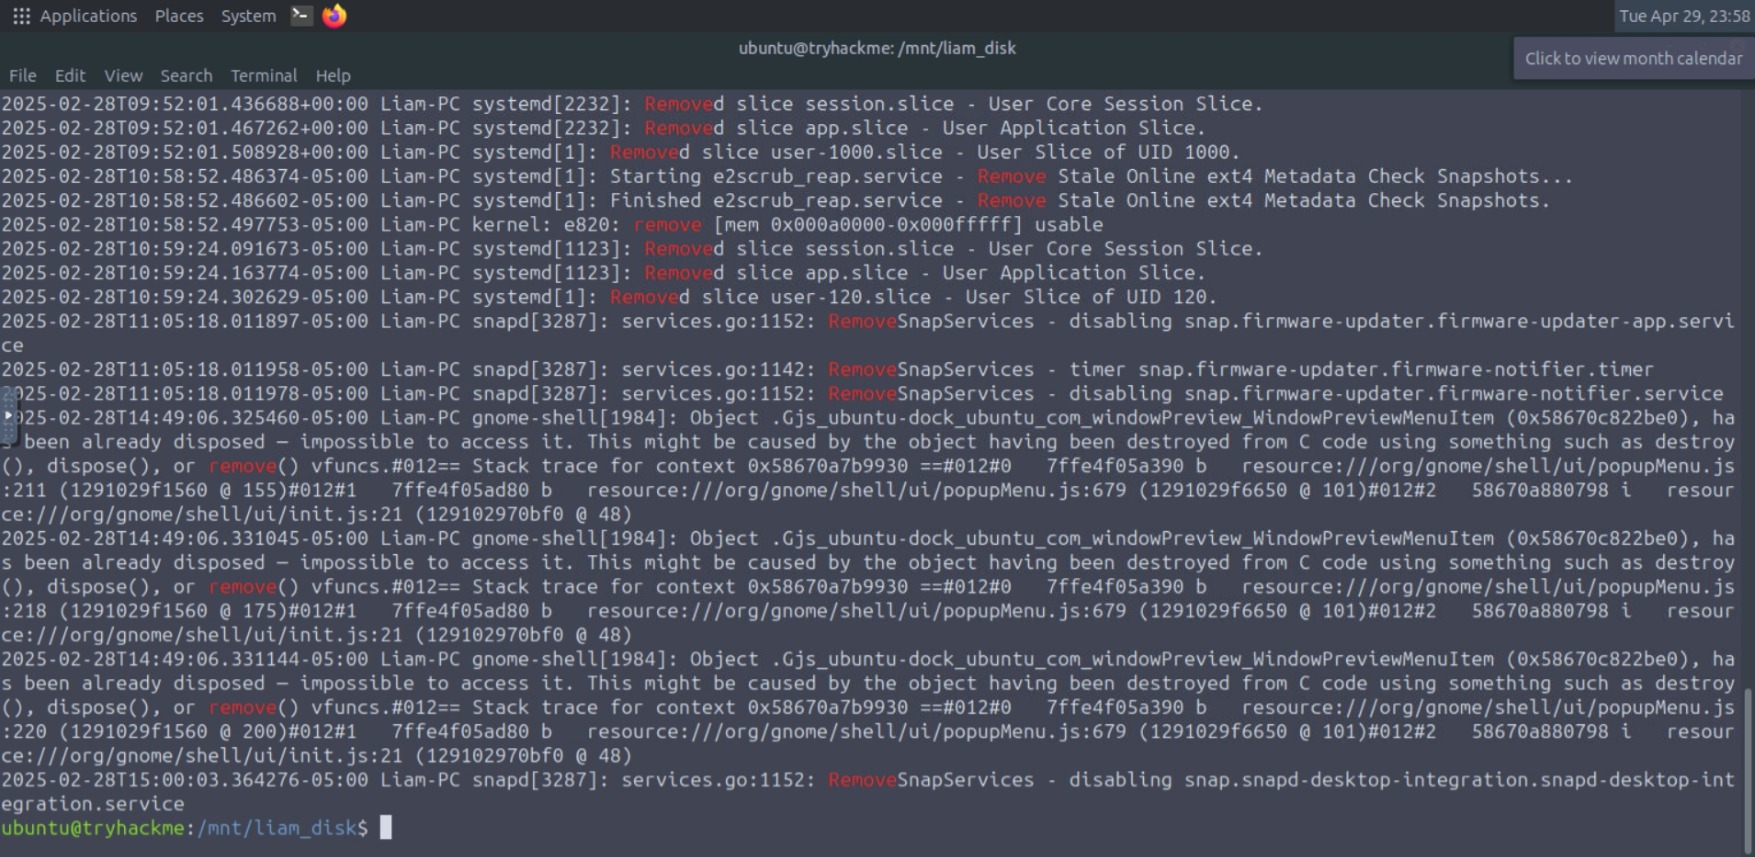 Applications Places System Tue Apr 29, 23:58
ubuntu@tryhackme: /mnt/liam_disk
Click to view month calendar
File Edit View Search Terminal Help
2025-02-28T09:52:01.436688+00:00 Liam-PC systemd[2232]: Removed slice session.slice - User Core Session Slice.
2025-02-28T09:52:01.467262+00:00 Liam-PC systemd[2232]: Removed slice app.slice - User Application Slice.
2025-02-28T09:52:01.508928+00:00 Liam-PC systemd[1]: Removed slice user-1000.slice - User Slice of UID 1000.
2025-02-28T10:58:52.486374-05:00 Liam-PC systemd[1]: Starting e2scrub_reap.service - Remove Stale Online ext4 Metadata Check Snapshots...
2025-02-28T10:58:52.486602-05:00 Liam-PC systemd[1]: Finished e2scrub_reap.service - Remove Stale Online ext4 Metadata Check Snapshots.
2025-02-28T10:58:52.497753-05:00 Liam-PC kernel: e820: remove [mem 0x000a0000-0x000fffff] usable
2025-02-28T10:59:24.091673-05:00 Liam-PC systemd[1123]: Removed slice session.slice - User Core Session Slice.
2025-02-28T10:59:24.163774-05:00 Liam-PC systemd[1123]: Removed slice app.slice - User Application Slice.
2025-02-28T10:59:24.302629-05:00 Liam-PC systemd[1]: Removed slice user-120.slice - User Slice of UID 120.
2025-02-28T11:05:18.011897-05:00 Liam-PC snapd[3287]: services.go:1152: RemoveSnapServices - disabling snap.firmware-updater.firmware-updater-app.servi
ce
2025-02-28T11:05:18.011958-05:00 Liam-PC snapd[3287]: services.go:1142: RemoveSnapServices - timer snap.firmware-updater.firmware-notifier.timer
2025-02-28T11:05:18.011978-05:00 Liam-PC snapd[3287]: services.go:1152: RemoveSnapServices - disabling snap.firmware-updater.firmware-notifier.service
2025-02-28T14:49:06.325460-05:00 Liam-PC gnome-shell[1984]: Object .Gjs_ubuntu-dock_ubuntu_com_windowPreview_WindowPreviewMenuItem (0x58670c822be0), ha
s been already disposed — impossible to access it. This might be caused by the object having been destroyed from C code using something such as destroy
(), dispose(), or remove() vfuncs.#012== Stack trace for context 0x58670a7b9930 ==#012#0 7ffe4f05a390 b resource:///org/gnome/shell/ui/popupMenu.js
:211 (1291029f1560 @ 155)#012#1 7ffe4f05ad80 b resource:///org/gnome/shell/ui/popupMenu.js:679 (1291029f6650 @ 101)#012#2 58670a880798 i resour
ce:///org/gnome/shell/ui/init.js:21 (129102970bf0 @ 48)
2025-02-28T14:49:06.331045-05:00 Liam-PC gnome-shell[1984]: Object .Gjs_ubuntu-dock_ubuntu_com_windowPreview_WindowPreviewMenuItem (0x58670c822be0), ha
s been already disposed — impossible to access it. This might be caused by the object having been destroyed from C code using something such as destroy
(), dispose(), or remove() vfuncs.#012== Stack trace for context 0x58670a7b9930 ==#012#0 7ffe4f05a390 b resource:///org/gnome/shell/ui/popupMenu.js
:218 (1291029f1560 @ 175)#012#1 7ffe4f05ad80 b resource:///org/gnome/shell/ui/popupMenu.js:679 (1291029f6650 @ 101)#012#2 58670a880798 i resour
ce:///org/gnome/shell/ui/init.js:21 (129102970bf0 @ 48)
2025-02-28T14:49:06.331144-05:00 Liam-PC gnome-shell[1984]: Object .Gjs_ubuntu-dock_ubuntu_com_windowPreview_WindowPreviewMenuItem (0x58670c822be0), ha
s been already disposed — impossible to access it. This might be caused by the object having been destroyed from C code using something such as destroy
(), dispose(), or remove() vfuncs.#012== Stack trace for context 0x58670a7b9930 ==#012#0 7ffe4f05a390 b resource:///org/gnome/shell/ui/popupMenu.js
:220 (1291029f1560 @ 200)#012#1 7ffe4f05ad80 b resource:///org/gnome/shell/ui/popupMenu.js:679 (1291029f6650 @ 101)#012#2 58670a880798 i resour
ce:///org/gnome/shell/ui/init.js:21 (129102970bf0 @ 48)
2025-02-28T15:00:03.364276-05:00 Liam-PC snapd[3287]: services.go:1152: RemoveSnapServices - disabling snap.snapd-desktop-integration.snapd-desktop-int
egration.service
ubuntu@tryhackme:/mnt/liam_disk$